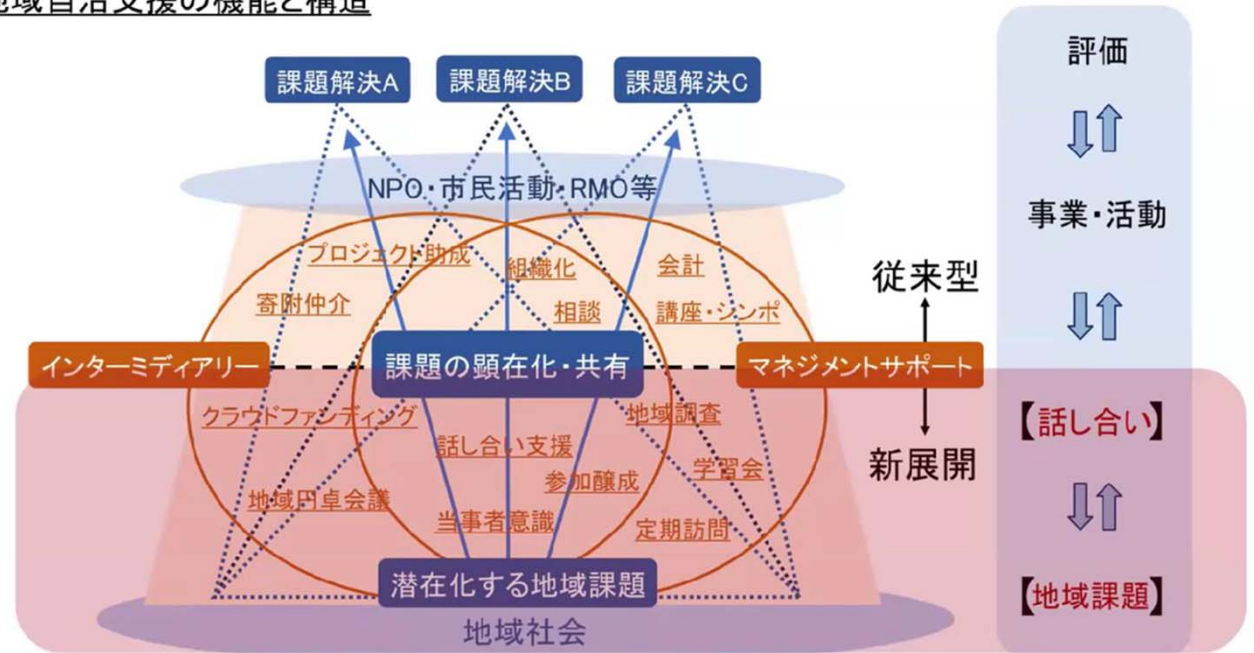 地域自治支援の機能と構造
課題解決A
課題解決B
課題解決C
NPO・市民活動・RMO等
プロジェクト助成
組織化
会計
寄附仲介
相談
講座・シンポ
インターミディアリー
課題の顕在化・共有
マネジメントサポート
クラウドファンディング
地域調査
話し合い支援
学習会
参加醸成
地域円卓会議
当事者意識
定期訪問
潜在化する地域課題
地域社会
従来型
新展開
評価
事業・活動
【話し合い】
【地域課題】